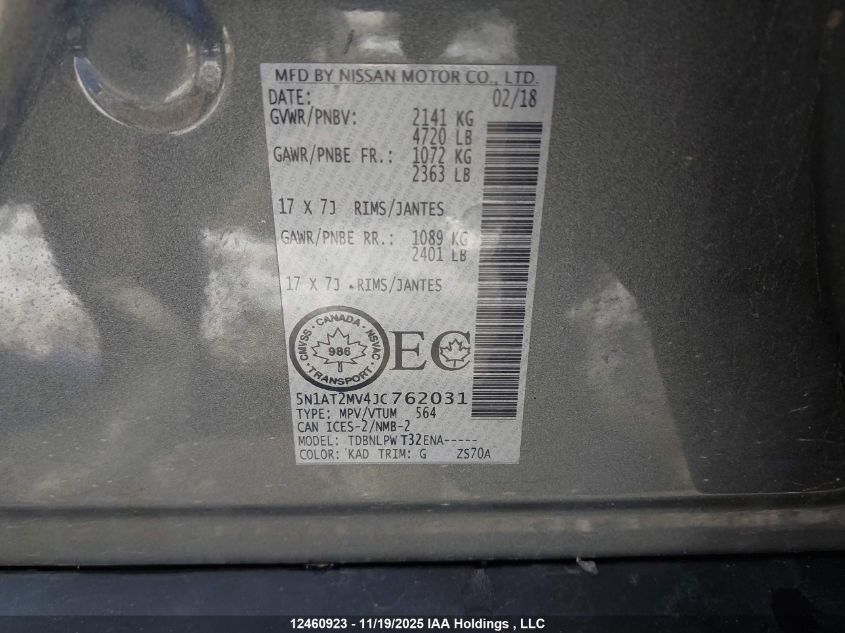 MFD BY NISSAN MOTOR CO., LTD.
DATE: 02/18
GVWR/PNBV: 2141 KG
4720 LB
GAWR/PNBE FR.: 1072 KG
2363 LB
17 X 7J RIMS/JANTES
GAWR/PNBE RR.: 1089 KG
2401 LB
17 X 7J RIMS/JANTES
CMVSS · CANADA · NSVAC
986
TRANSPORT
EC
5N1AT2MV4JC762031
TYPE: MPV/VTUM 564
CAN ICES-2/NMB-2
MODEL: TDBNLPW T32ENA-----
COLOR: KAD TRIM: G ZS70A
12460923 - 11/19/2025 IAA Holdings , LLC